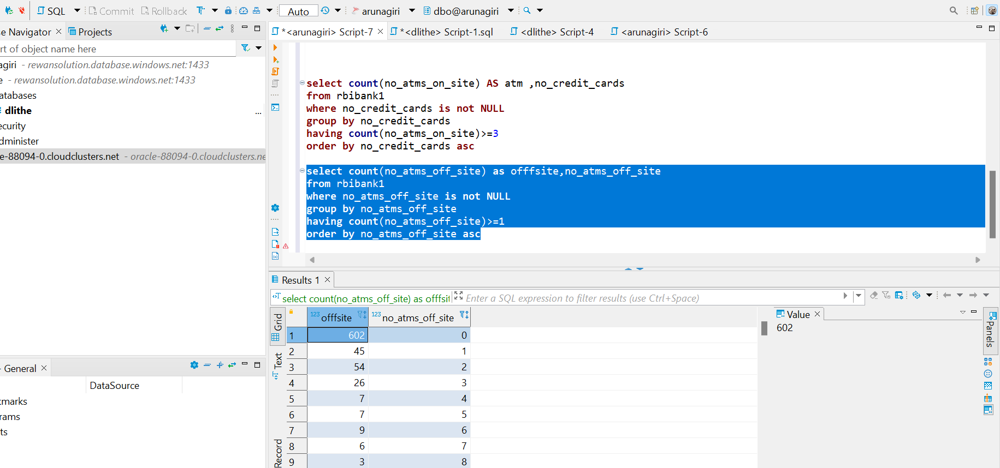 SQL Commit Rollback T Auto arunagiri dbo@arunagiri
se Navigator Projects
rt of object name here
agiri - rewansolution.database.windows.net:1433
e - rewansolution.database.windows.net:1433
atabases
dlithe ...
ecurity
dminister
e-88094-0.cloudclusters.net - oracle-88094-0.cloudclusters.ne
- General
DataSource
kmarks
rams
ts
*<arunagiri> Script-7 *<dlithe> Script-1.sql <dlithe> Script-4 <arunagiri> Script-6
select count(no_atms_on_site) AS atm ,no_credit_cards
from rbibank1
where no_credit_cards is not NULL
group by no_credit_cards
having count(no_atms_on_site)>=3
order by no_credit_cards asc
select count(no_atms_off_site) as offfsite,no_atms_off_site
from rbibank1
where no_atms_off_site is not NULL
group by no_atms_off_site
having count(no_atms_off_site)>=1
order by no_atms_off_site asc
Results 1
select count(no_atms_off_site) as offfsit Enter a SQL expression to filter results (use Ctrl+Space)
Grid
Text
Record
123 offfsite 123 no_atms_off_site
1 602 0
2 45 1
3 54 2
4 26 3
5 7 4
6 7 5
7 9 6
8 6 7
9 3 8
Value
602
Panels